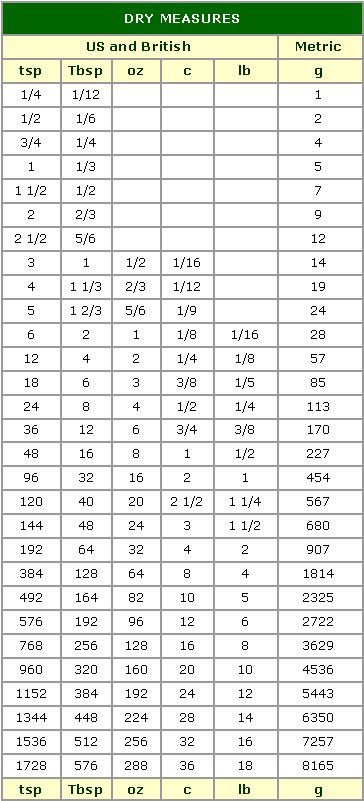 DRY MEASURES
US and British Metric
tsp Tbsp oz c lb g
1/4 1/12 1
1/2 1/6 2
3/4 1/4 4
1 1/3 5
1 1/2 1/2 7
2 2/3 9
2 1/2 5/6 12
3 1 1/2 1/16 14
4 1 1/3 2/3 1/12 19
5 1 2/3 5/6 1/9 24
6 2 1 1/8 1/16 28
12 4 2 1/4 1/8 57
18 6 3 3/8 1/5 85
24 8 4 1/2 1/4 113
36 12 6 3/4 3/8 170
48 16 8 1 1/2 227
96 32 16 2 1 454
120 40 20 2 1/2 1 1/4 567
144 48 24 3 1 1/2 680
192 64 32 4 2 907
384 128 64 8 4 1814
492 164 82 10 5 2325
576 192 96 12 6 2722
768 256 128 16 8 3629
960 320 160 20 10 4536
1152 384 192 24 12 5443
1344 448 224 28 14 6350
1536 512 256 32 16 7257
1728 576 288 36 18 8165
tsp Tbsp oz c lb g